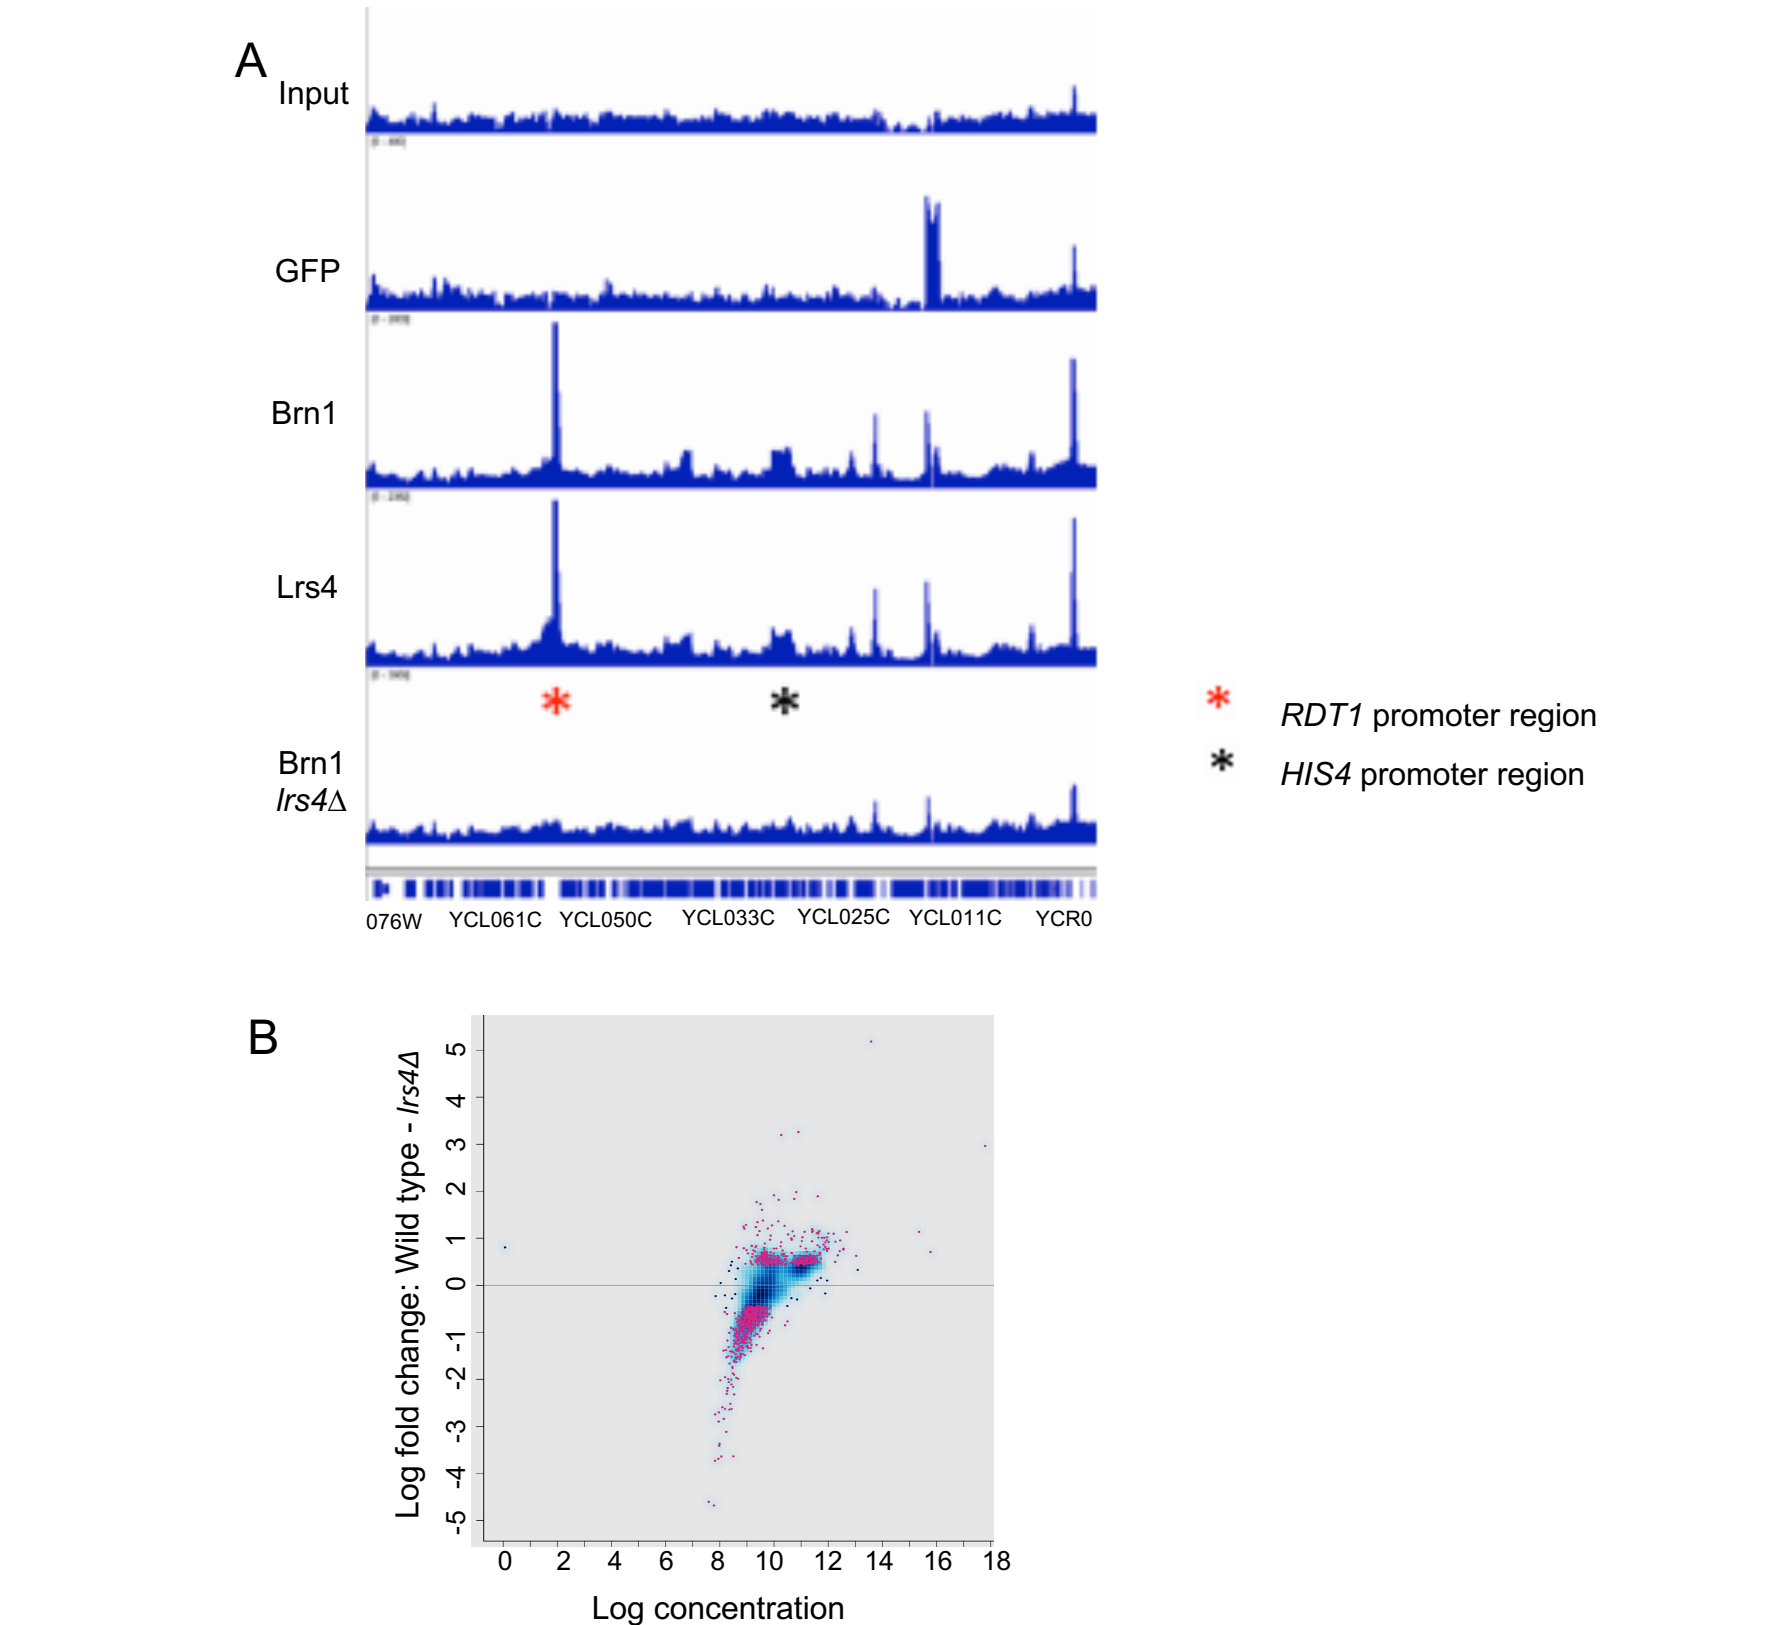 A
Input
GFP
Brn1
Lrs4
Brn1
lrs4Δ
* RDT1 promoter region
* HIS4 promoter region
076W YCL061C YCL050C YCL033C YCL025C YCL011C YCR0
B
Log fold change: Wild type - lrs4Δ
5
4
3
2
1
0
-1
-2
-3
-4
-5
0 2 4 6 8 10 12 14 16 18
Log concentration